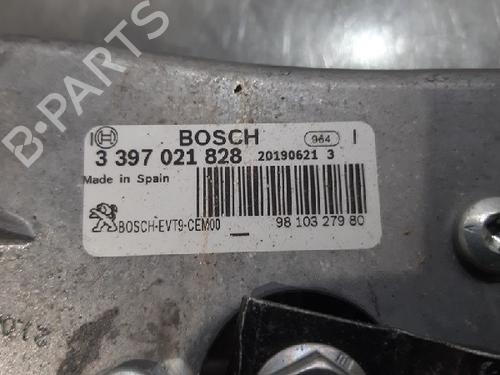 B-PARTS
BOSCH
964
3 397 021 828 20190621 3
Made in Spain
BOSCH-EVT9-CEM00
98 103 279 80